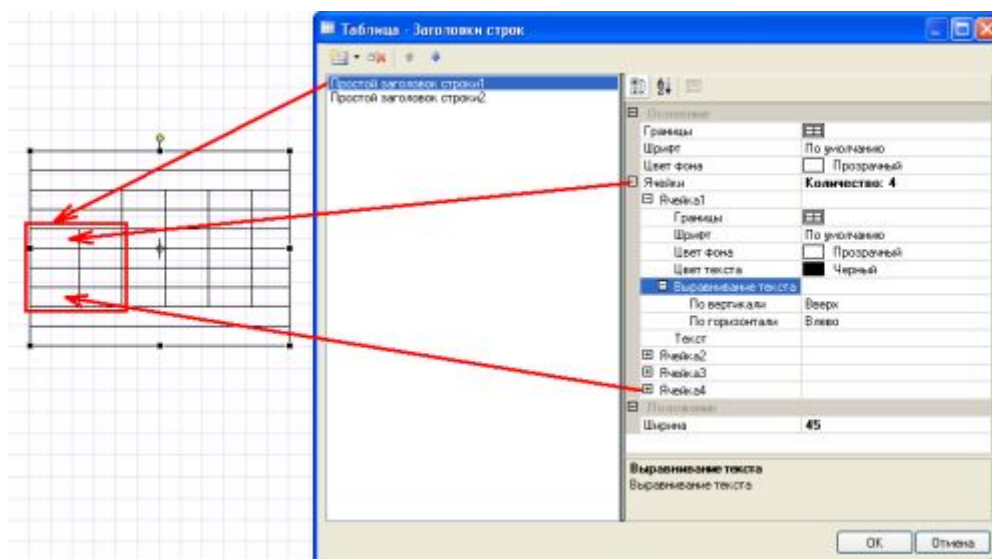 Таблица - Заголовки строк
Простой заголовок строки1
Простой заголовок строки2
Основные
Границы
Шрифт По умолчанию
Цвет фона Прозрачный
Ячейки Количество: 4
Ячейка1
Границы
Шрифт По умолчанию
Цвет фона Прозрачный
Цвет текста Черный
Выравнивание текста
По вертикали Вверх
По горизонтали Влево
Текст
Ячейка2
Ячейка3
Ячейка4
Положение
Ширина 45
Выравнивание текста
Выравнивание текста
OK Отмена